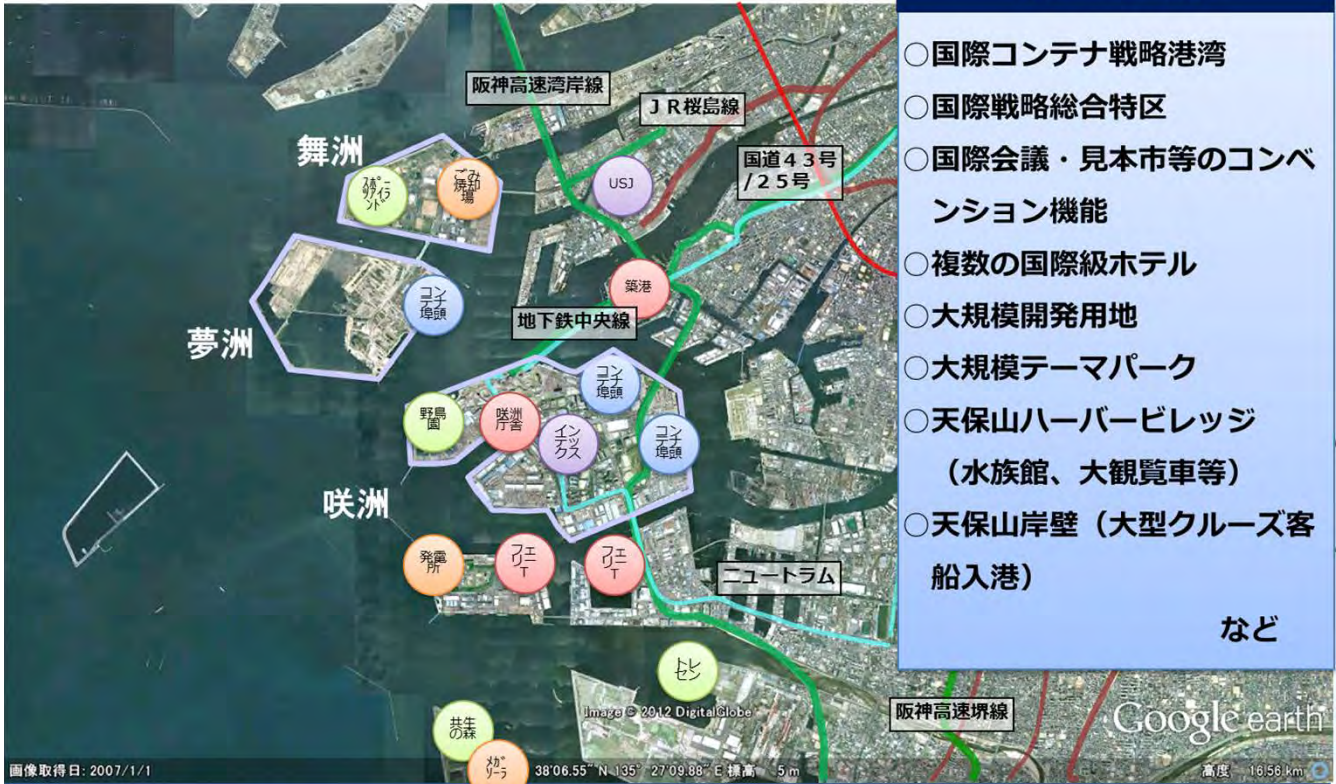 阪神高速湾岸線
JR桜島線
国道43号
/25号
舞洲
スポー
ツアイラ
ンド
ごみ
焼却
場
USJ
夢洲
コン
テナ
埠頭
築港
地下鉄中央線
コン
テナ
埠頭
野鳥
園
咲洲
庁舎
イン
テッ
クス
コン
テナ
埠頭
咲洲
発電
所
フェ
リー
T
フェ
リー
T
ニュートラム
トレ
セン
共生
の森
メガ
ソーラ
阪神高速堺線
○国際コンテナ戦略港湾
○国際戦略総合特区
○国際会議・見本市等のコンベ
ンション機能
○複数の国際級ホテル
○大規模開発用地
○大規模テーマパーク
○天保山ハーバービレッジ
(水族館、大観覧車等)
○天保山岸壁(大型クルーズ客
船入港)
など
Image © 2012 DigitalGlobe
Google earth
画像取得日: 2007/1/1
38°06.55" N 135° 27'09.88" E 標高 5 m
高度 16.56 km